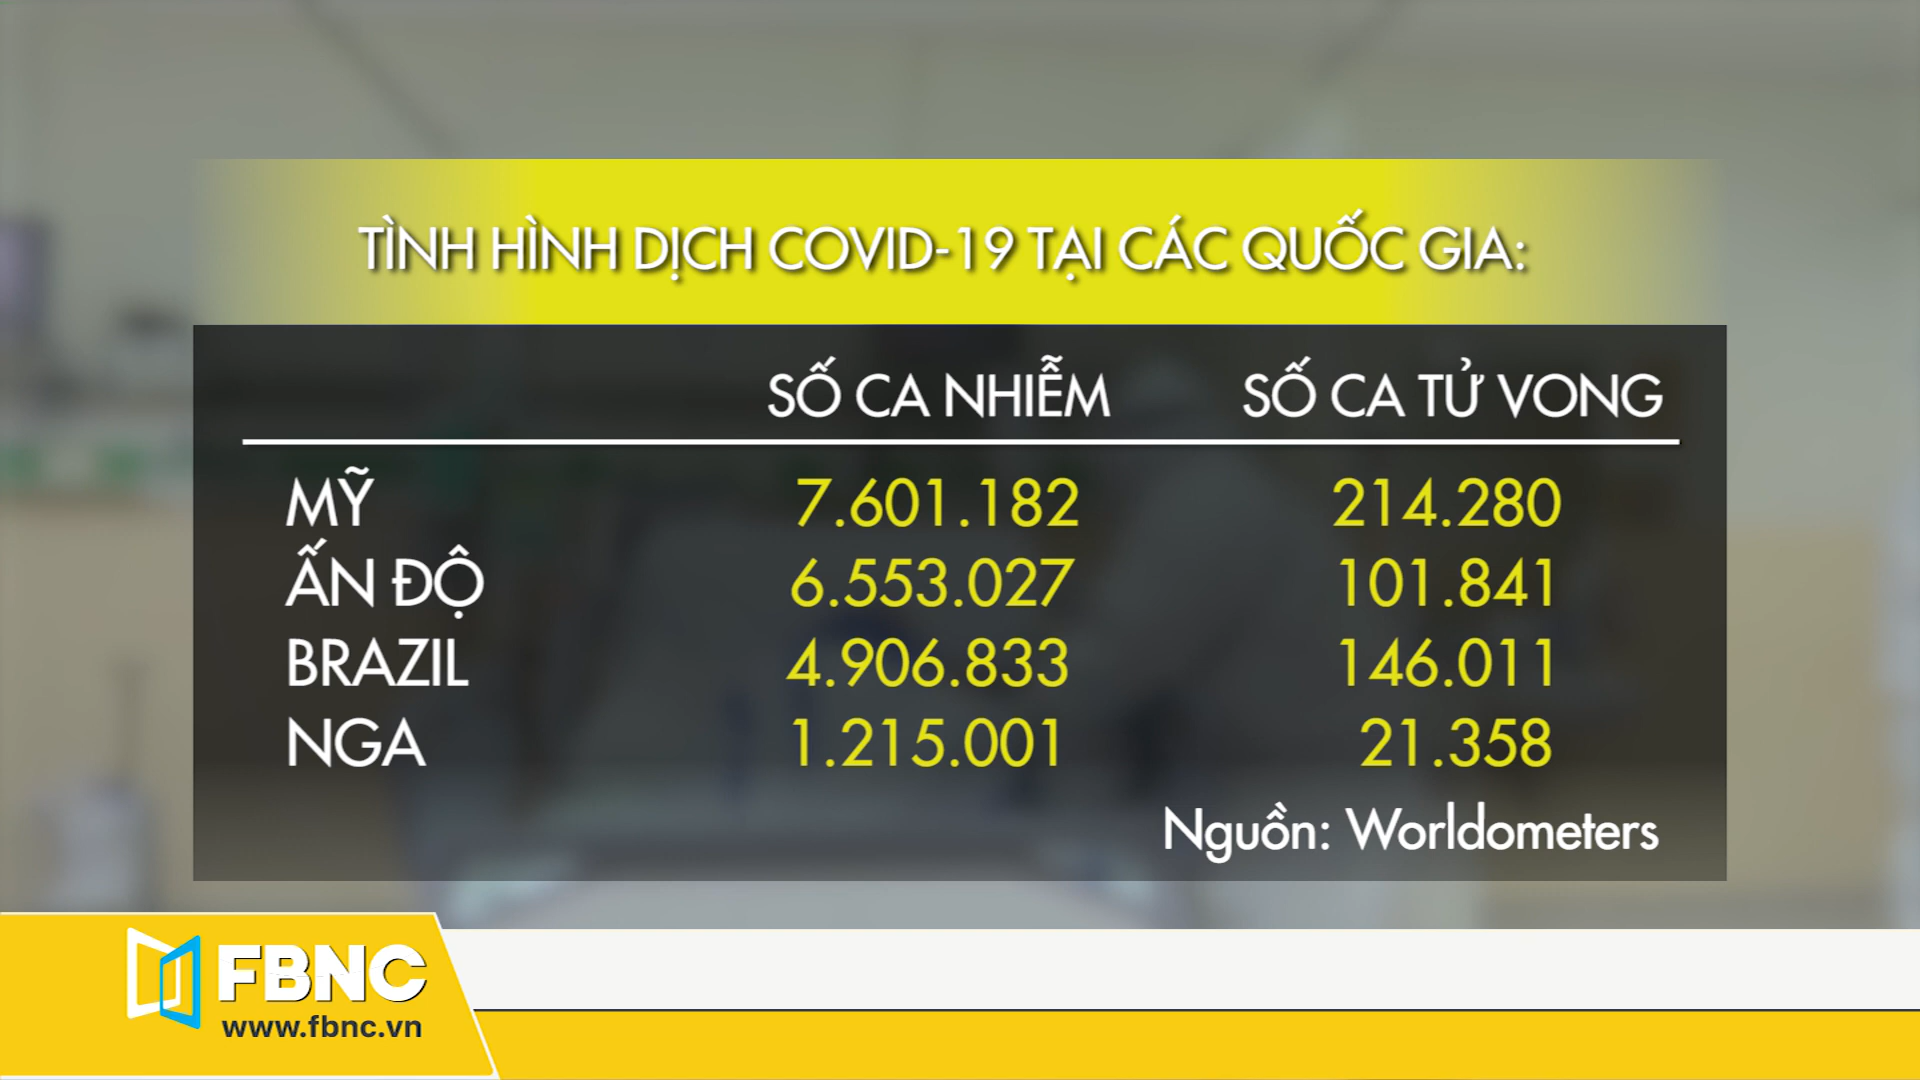 TÌNH HÌNH DỊCH COVID-19 TẠI CÁC QUỐC GIA:
SỐ CA NHIỄM SỐ CA TỬ VONG
MỸ 7.601.182 214.280
ẤN ĐỘ 6.553.027 101.841
BRAZIL 4.906.833 146.011
NGA 1.215.001 21.358
Nguồn: Worldometers
FBNC
www.fbnc.vn